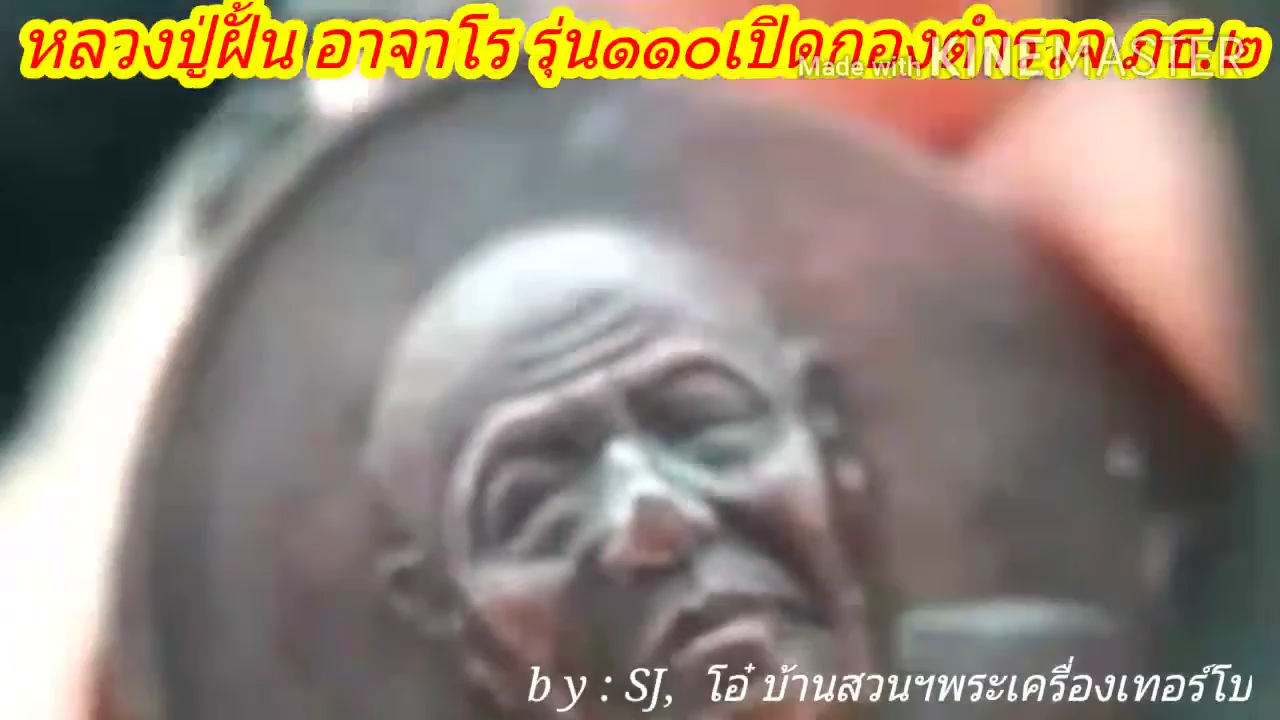 หลวงปู่ฝั้น อาจาโร รุ่น๑๑๐เปิดกองตำรวจ ภธ.๒
Made with KINEMASTER
by : SJ, โอ๋ บ้านสวนฯพระเครื่องเทอร์โบ